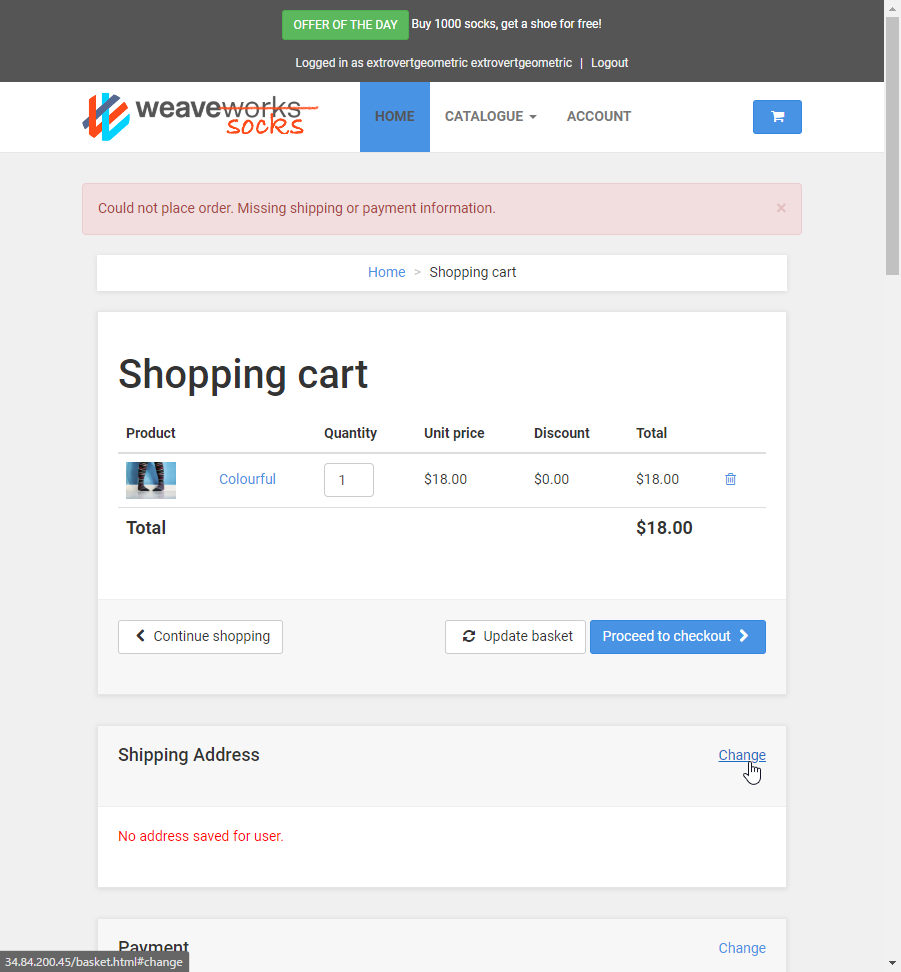 OFFER OF THE DAY Buy 1000 socks, get a shoe for free!
Logged in as extrovertgeometric extrovertgeometric | Logout
weaveworks
socks
HOME CATALOGUE ACCOUNT
Could not place order. Missing shipping or payment information. ×
Home > Shopping cart
Shopping cart
Product Quantity Unit price Discount Total
Colourful 1 $18.00 $0.00 $18.00
Total $18.00
Continue shopping Update basket Proceed to checkout
Shipping Address Change
No address saved for user.
Payment Change
34.84.200.45/basket.html#change